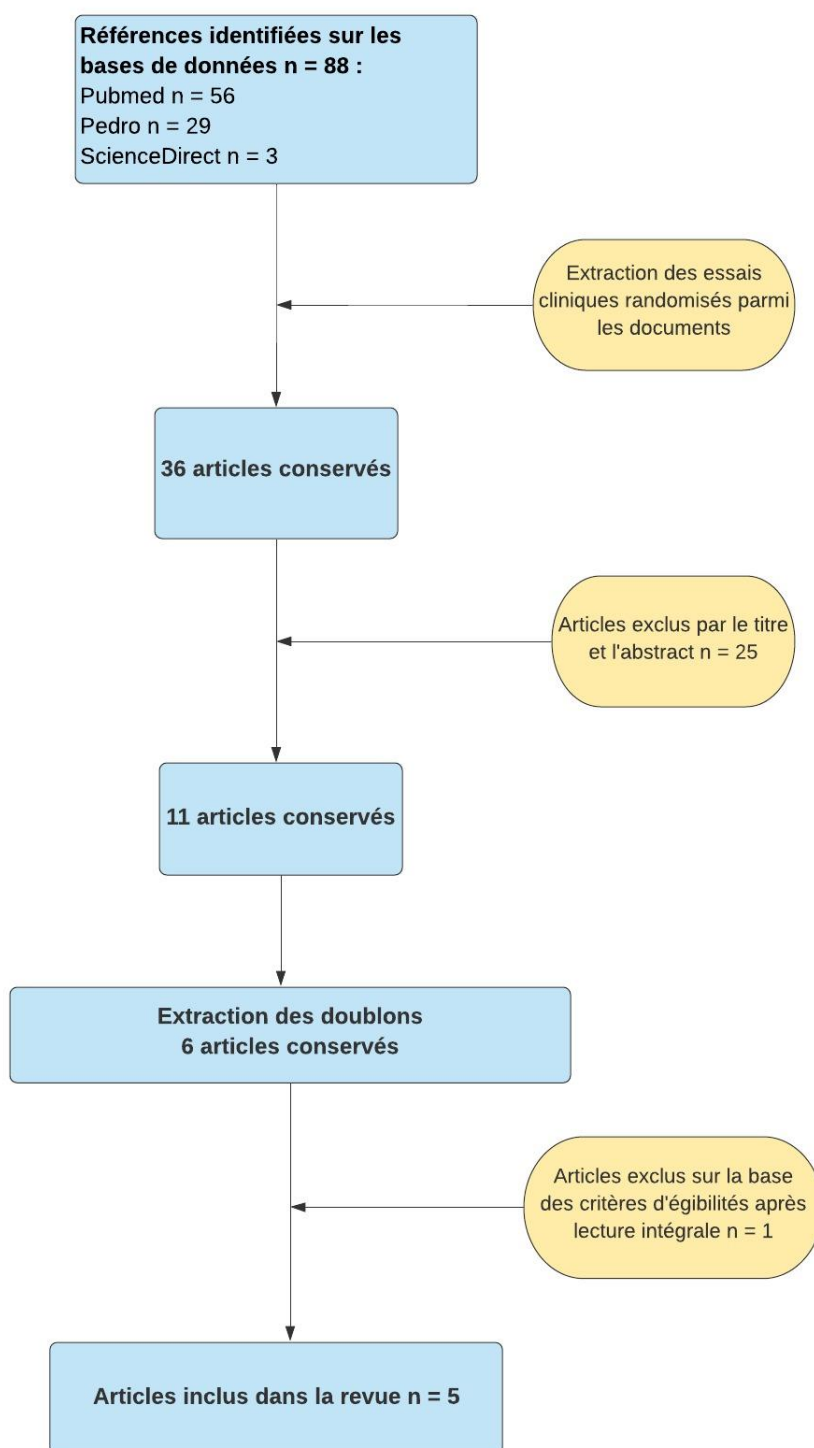 Références identifiées sur les
bases de données n = 88 :
Pubmed n = 56
Pedro n = 29
ScienceDirect n = 3
Extraction des essais
cliniques randomisés parmi
les documents
36 articles conservés
Articles exclus par le titre
et l'abstract n = 25
11 articles conservés
Extraction des doublons
6 articles conservés
Articles exclus sur la base
des critères d'égibilités après
lecture intégrale n = 1
Articles inclus dans la revue n = 5